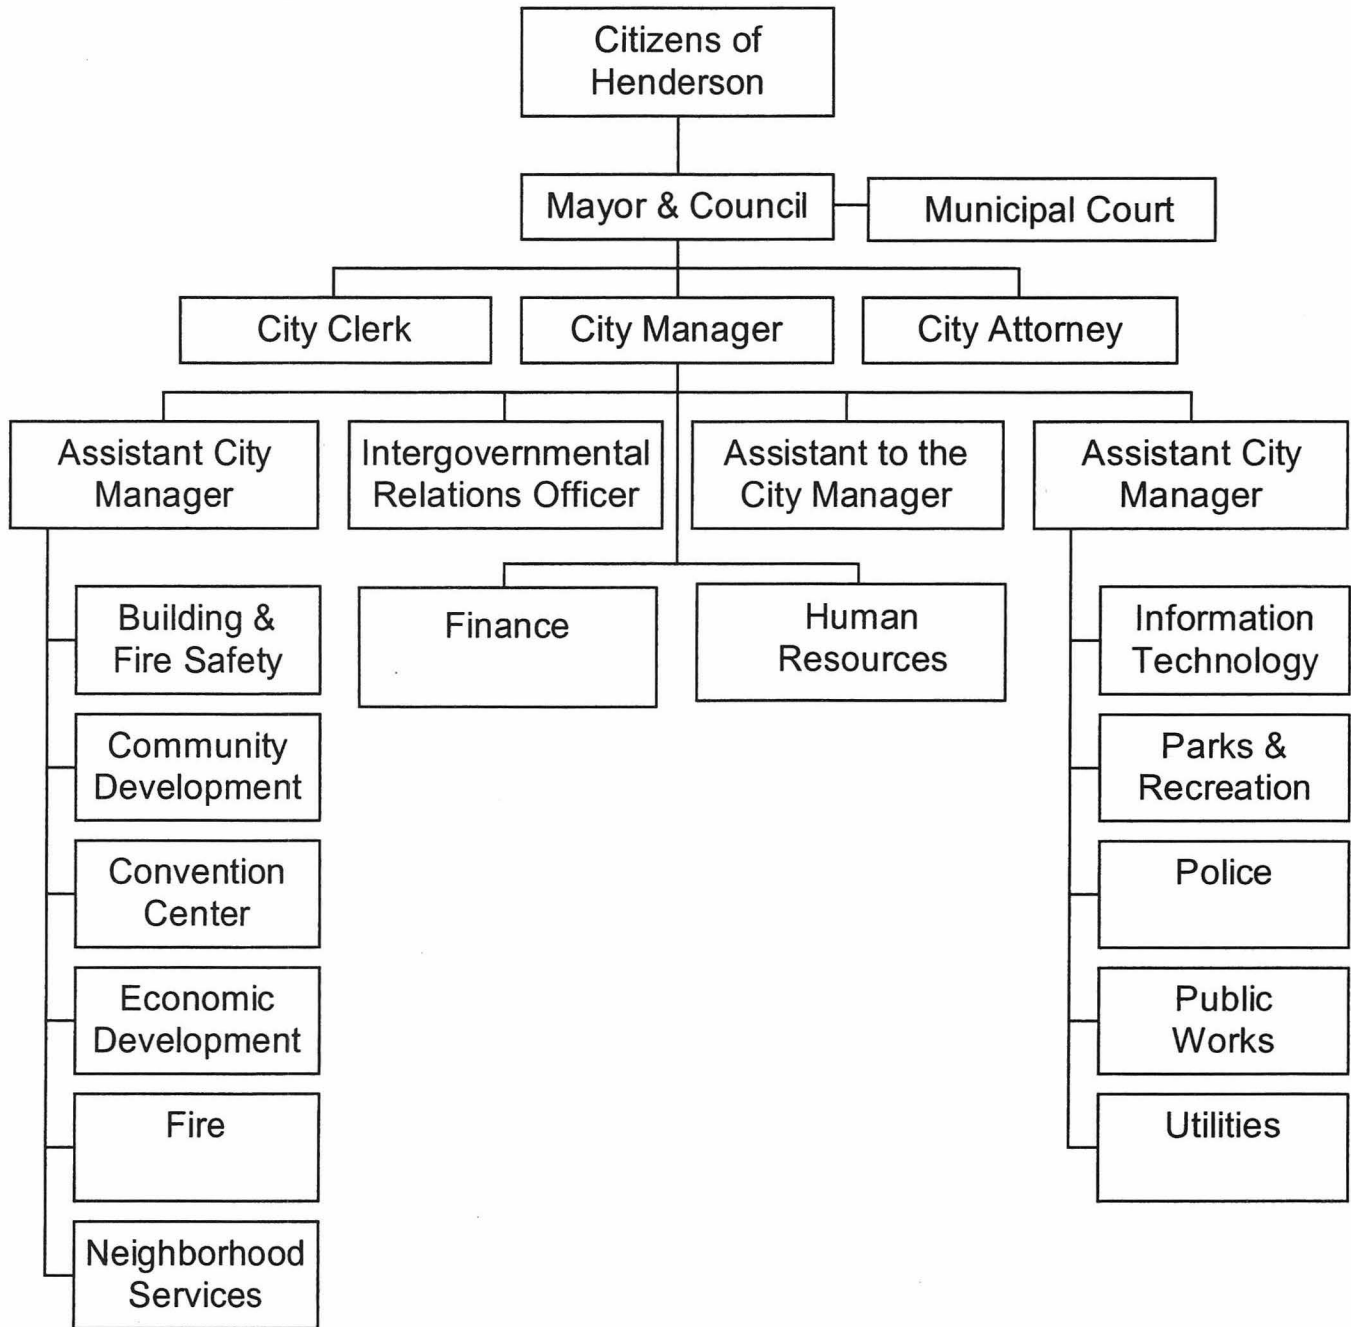 Citizens of
Henderson
Mayor & Council
Municipal Court
City Clerk
City Manager
City Attorney
Assistant City
Manager
Intergovernmental
Relations Officer
Assistant to the
City Manager
Assistant City
Manager
Building &
Fire Safety
Community
Development
Convention
Center
Economic
Development
Fire
Neighborhood
Services
Finance
Human
Resources
Information
Technology
Parks &
Recreation
Police
Public
Works
Utilities